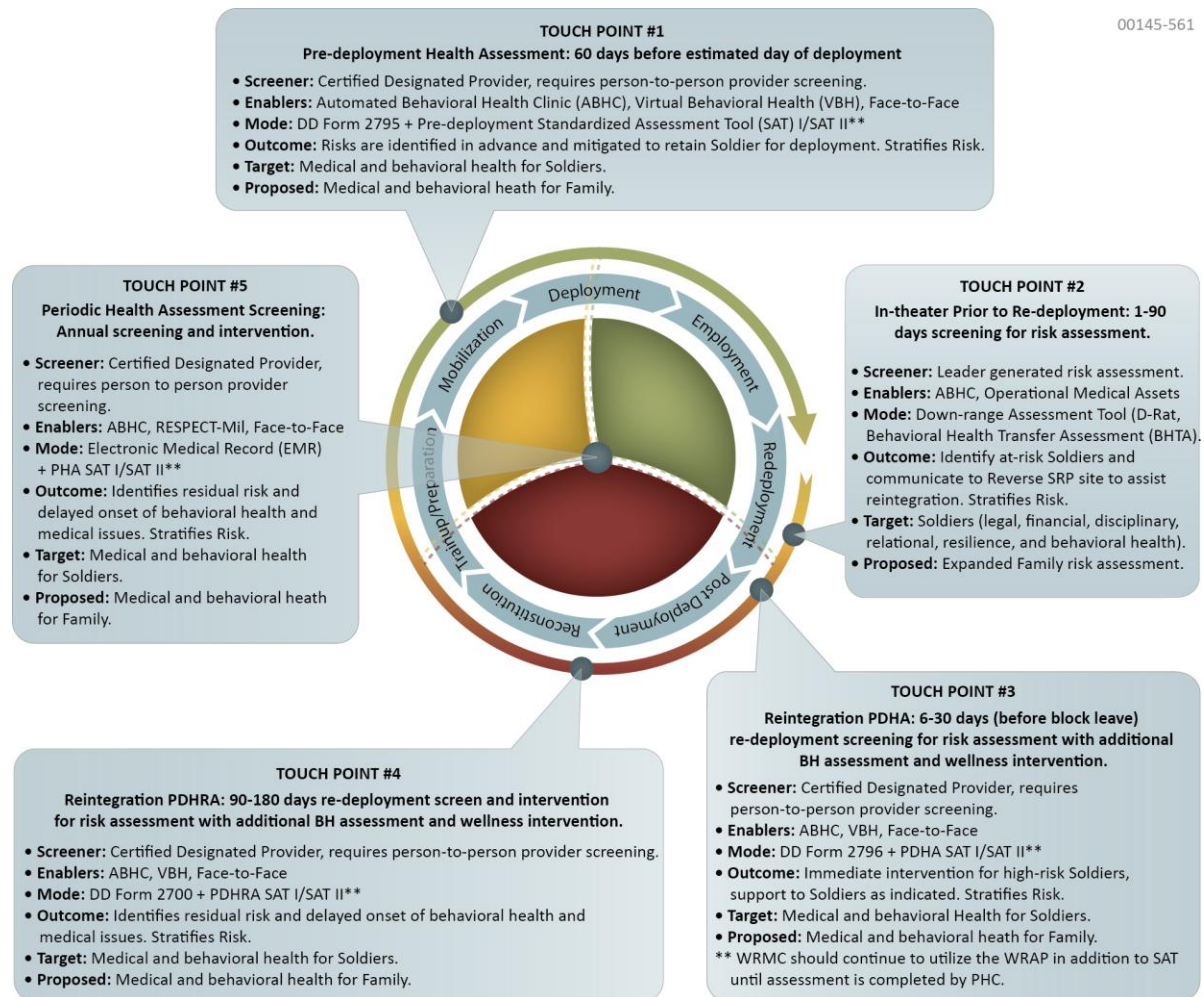 00145-561
TOUCH POINT #1
Pre-deployment Health Assessment: 60 days before estimated day of deployment
• Screener: Certified Designated Provider, requires person-to-person provider screening.
• Enablers: Automated Behavioral Health Clinic (ABHC), Virtual Behavioral Health (VBH), Face-to-Face
• Mode: DD Form 2795 + Pre-deployment Standardized Assessment Tool (SAT) I/SAT II**
• Outcome: Risks are identified in advance and mitigated to retain Soldier for deployment. Stratifies Risk.
• Target: Medical and behavioral health for Soldiers.
• Proposed: Medical and behavioral heath for Family.
TOUCH POINT #5
Periodic Health Assessment Screening:
Annual screening and intervention.
• Screener: Certified Designated Provider,
requires person to person provider
screening.
• Enablers: ABHC, RESPECT-Mil, Face-to-Face
• Mode: Electronic Medical Record (EMR)
+ PHA SAT I/SAT II**
• Outcome: Identifies residual risk and
delayed onset of behavioral health and
medical issues. Stratifies Risk.
• Target: Medical and behavioral health
for Soldiers.
• Proposed: Medical and behavioral heath
for Family.
Deployment
Employment
Redeployment
Post Deployment
Reconstitution
Trainup/Preparation
Mobilization
TOUCH POINT #2
In-theater Prior to Re-deployment: 1-90
days screening for risk assessment.
• Screener: Leader generated risk assessment.
• Enablers: ABHC, Operational Medical Assets
• Mode: Down-range Assessment Tool (D-Rat,
Behavioral Health Transfer Assessment (BHTA).
• Outcome: Identify at-risk Soldiers and
communicate to Reverse SRP site to assist
reintegration. Stratifies Risk.
• Target: Soldiers (legal, financial, disciplinary,
relational, resilience, and behavioral health).
• Proposed: Expanded Family risk assessment.
TOUCH POINT #3
Reintegration PDHA: 6-30 days (before block leave)
re-deployment screening for risk assessment with additional
BH assessment and wellness intervention.
• Screener: Certified Designated Provider, requires
person-to-person provider screening.
• Enablers: ABHC, VBH, Face-to-Face
• Mode: DD Form 2796 + PDHA SAT I/SAT II**
• Outcome: Immediate intervention for high-risk Soldiers,
support to Soldiers as indicated. Stratifies Risk.
• Target: Medical and behavioral Health for Soldiers.
• Proposed: Medical and behavioral heath for Family.
** WRMC should continue to utilize the WRAP in addition to SAT
until assessment is completed by PHC.
TOUCH POINT #4
Reintegration PDHRA: 90-180 days re-deployment screen and intervention
for risk assessment with additional BH assessment and wellness intervention.
• Screener: Certified Designated Provider, requires person-to-person provider screening.
• Enablers: ABHC, VBH, Face-to-Face
• Mode: DD Form 2700 + PDHRA SAT I/SAT II**
• Outcome: Identifies residual risk and delayed onset of behavioral health and
medical issues. Stratifies Risk.
• Target: Medical and behavioral health for Soldiers.
• Proposed: Medical and behavioral health for Family.